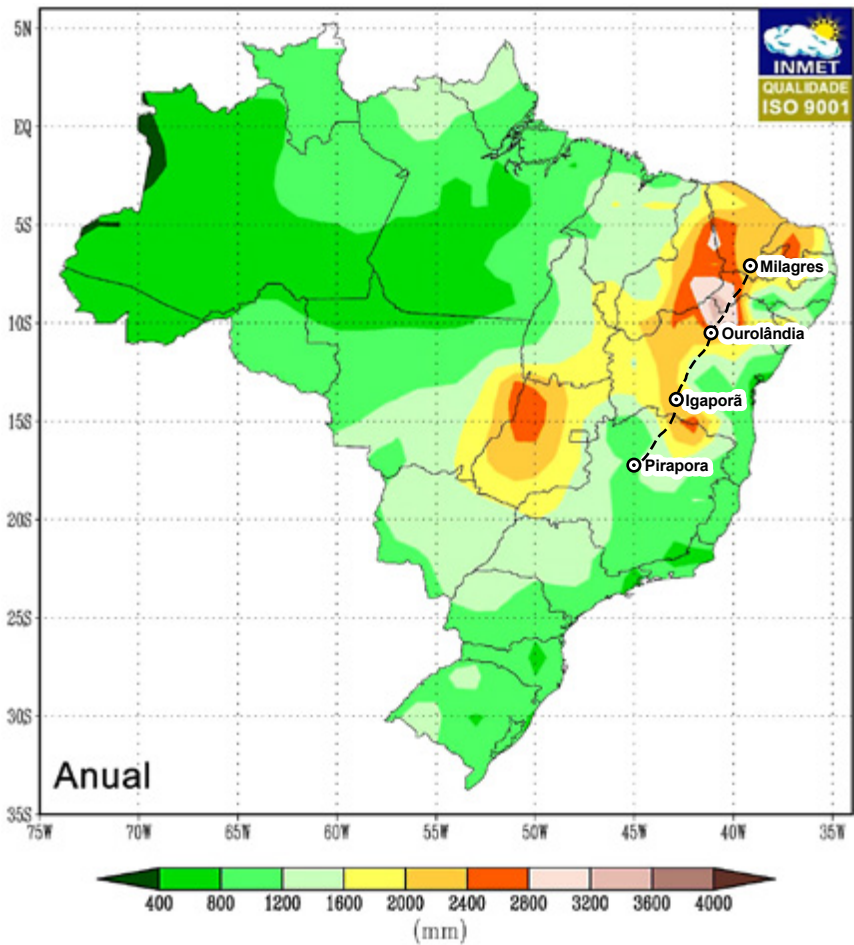 5N
INMET
QUALIDADE
ISO 9001
EQ
5S
Milagres
10S
Ourolândia
Igaporã
15S
Pirapora
20S
25S
30S
Anual
35S
75W 70W 65W 60W 55W 50W 45W 40W 35W
400 800 1200 1600 2000 2400 2800 3200 3600 4000
(mm)